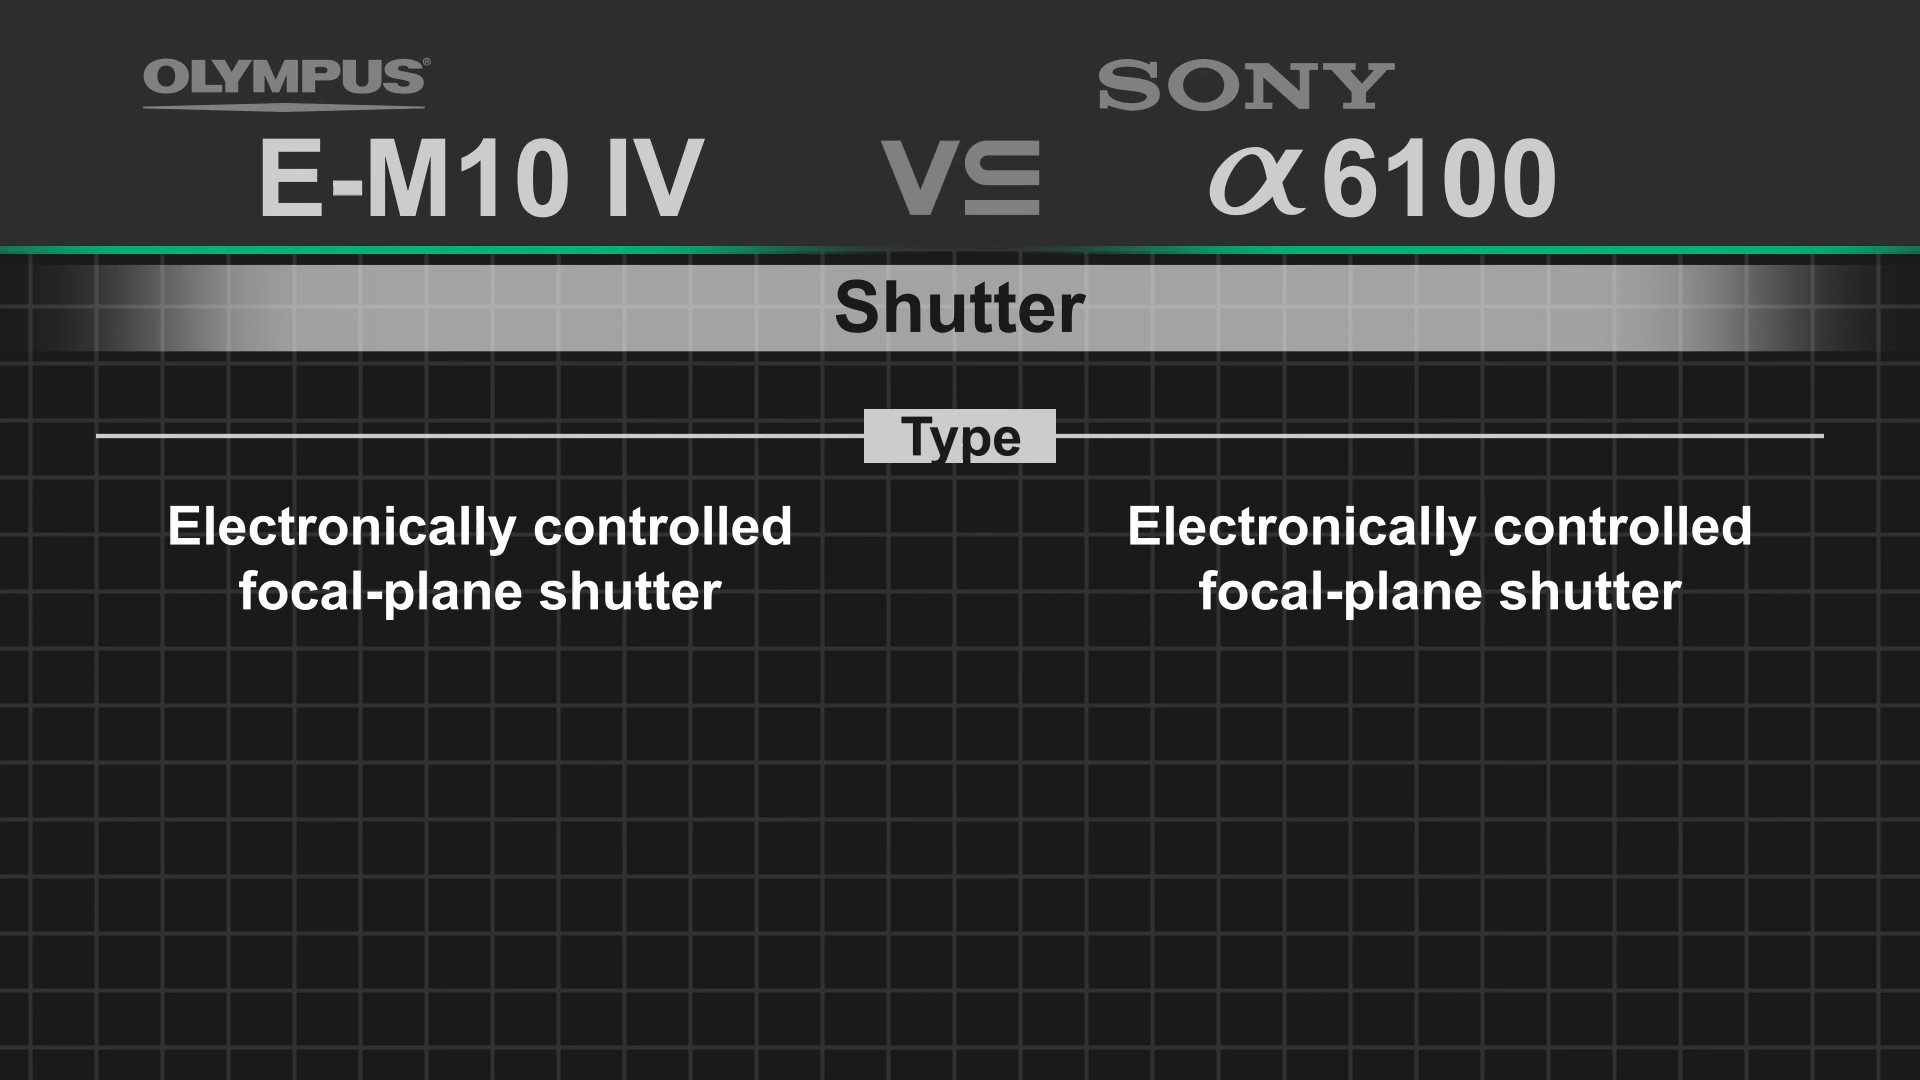 OLYMPUS®
SONY
E-M10 IV
VS
α6100
Shutter
Type
Electronically controlled
focal-plane shutter
Electronically controlled
focal-plane shutter